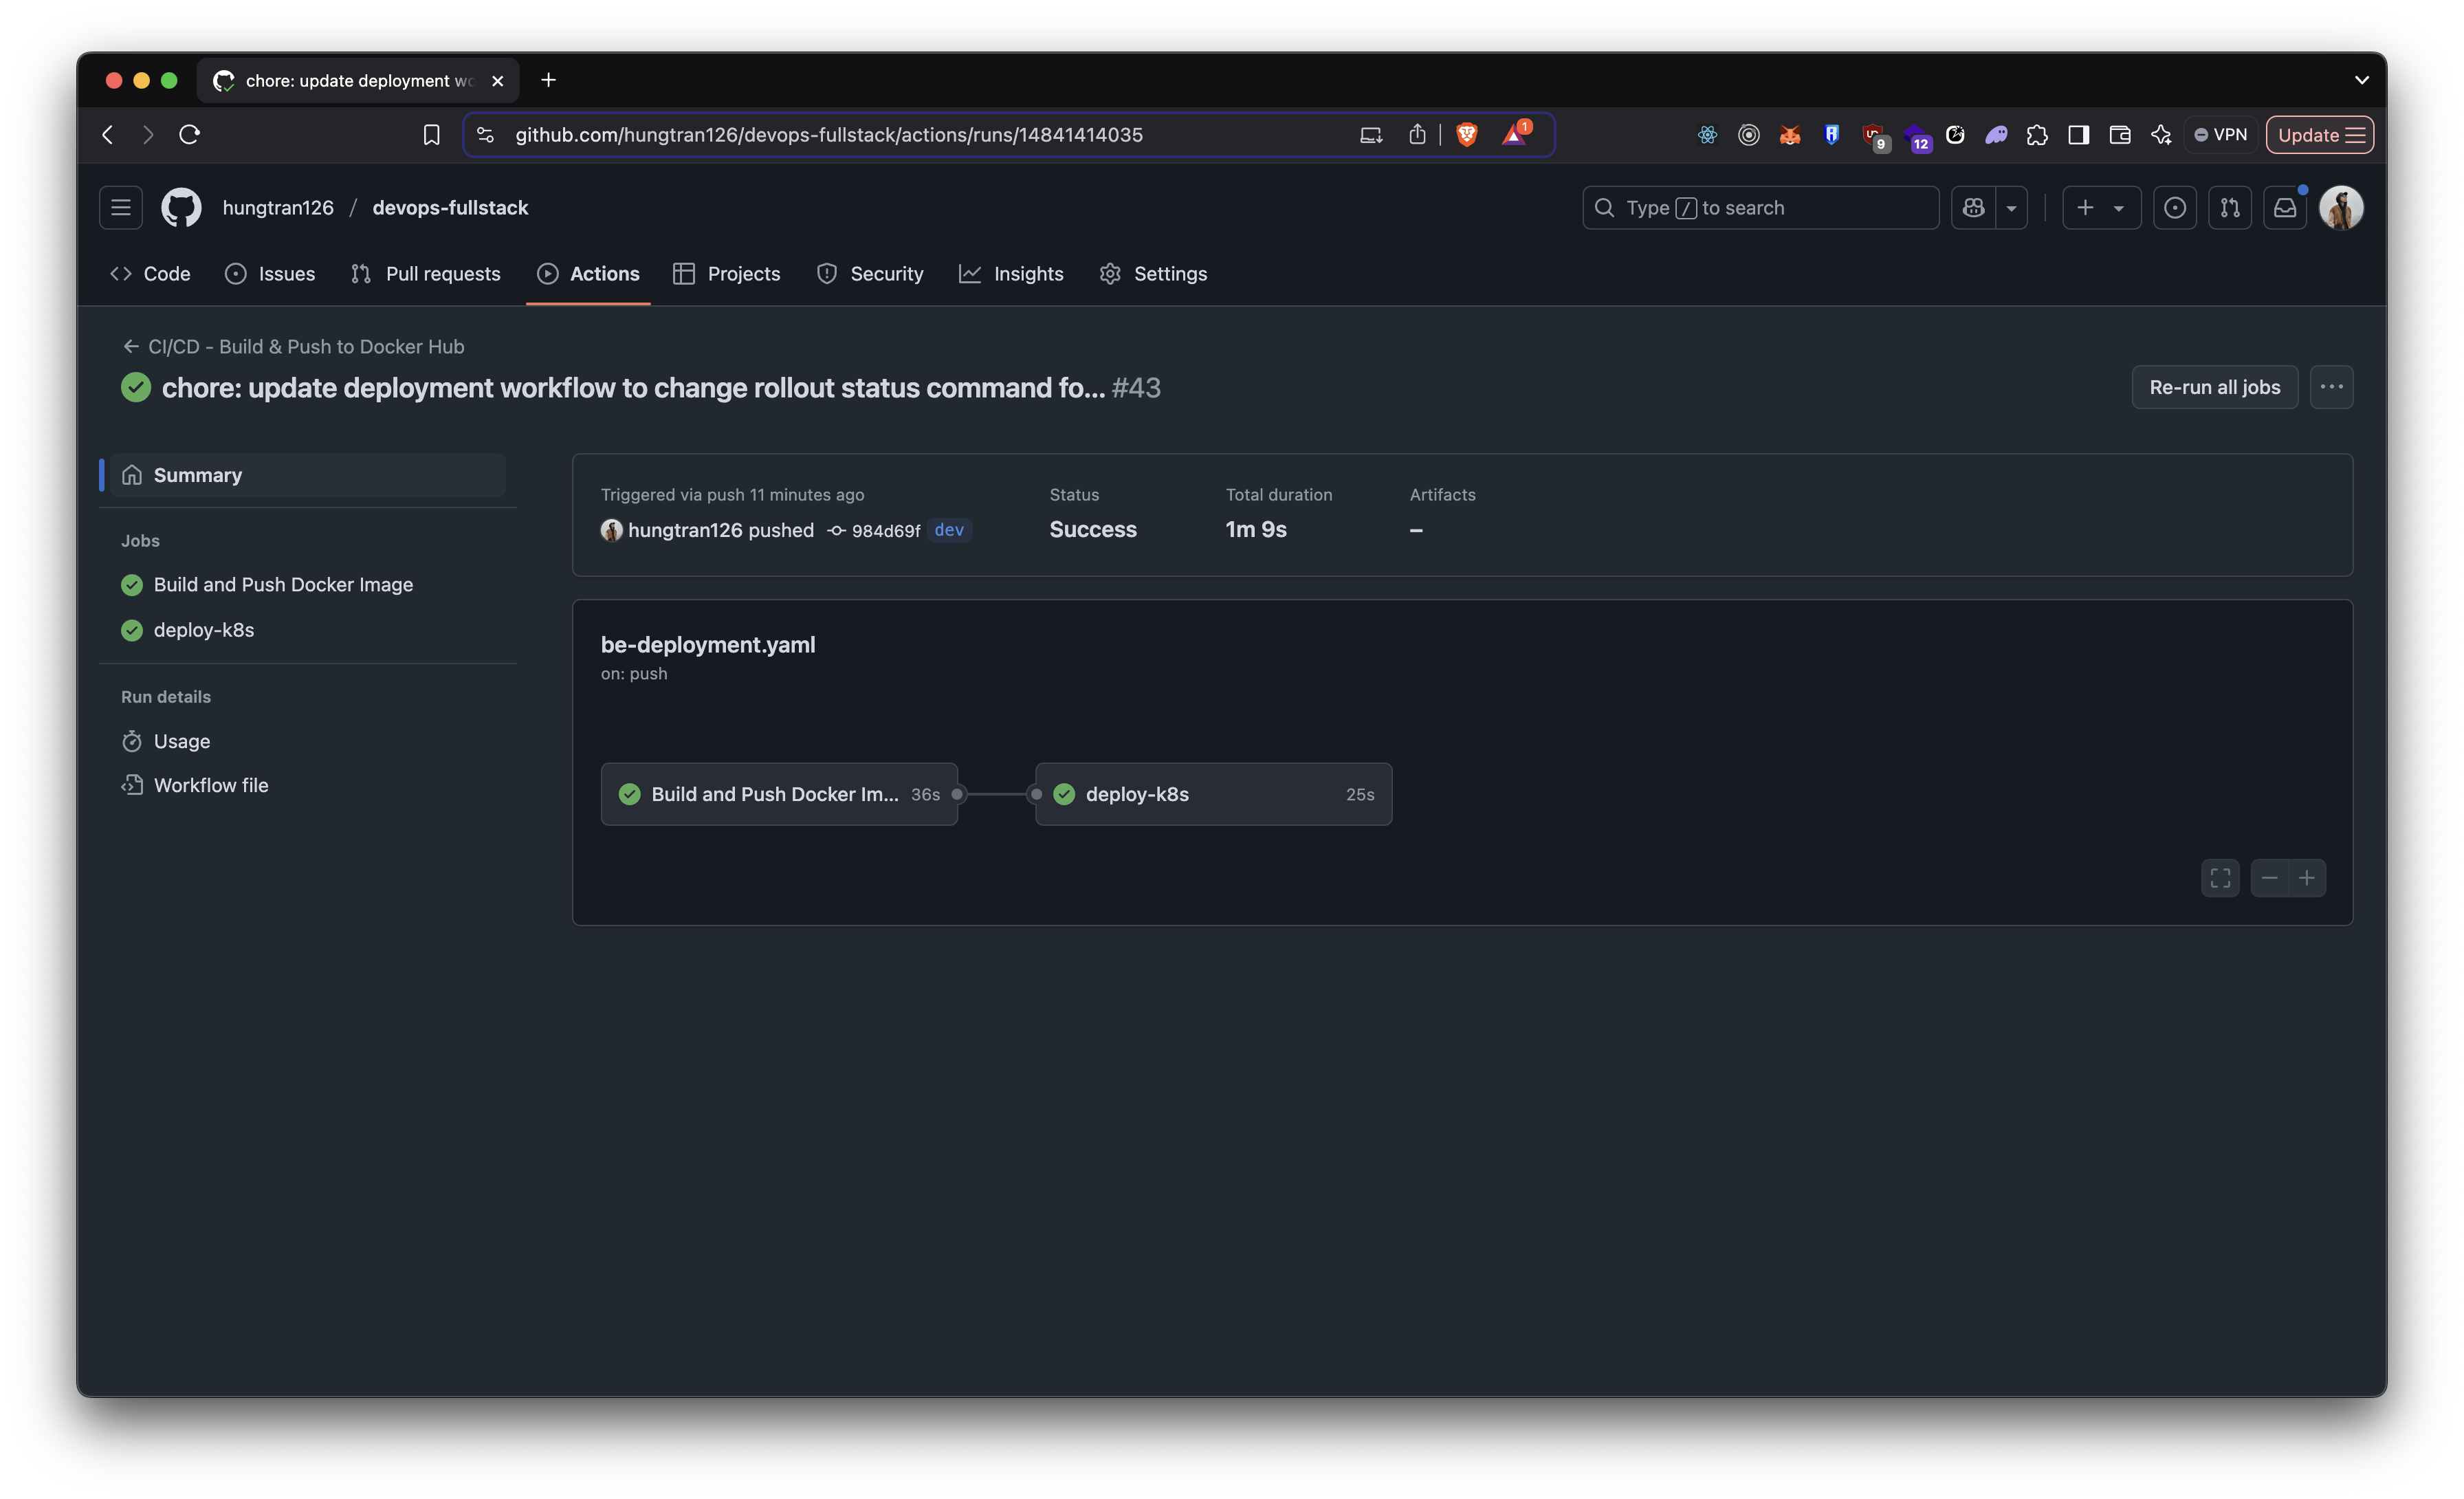 chore: update deployment wo
github.com/hungtran126/devops-fullstack/actions/runs/14841414035
1
9
12
VPN
Update
hungtran126 / devops-fullstack
Type / to search
Code
Issues
Pull requests
Actions
Projects
Security
Insights
Settings
CI/CD - Build & Push to Docker Hub
chore: update deployment workflow to change rollout status command fo... #43
Re-run all jobs
Summary
Jobs
Build and Push Docker Image
deploy-k8s
Run details
Usage
Workflow file
Triggered via push 11 minutes ago
hungtran126 pushed 984d69f dev
Status
Success
Total duration
1m 9s
Artifacts
–
be-deployment.yaml
on: push
Build and Push Docker Im... 36s
deploy-k8s 25s